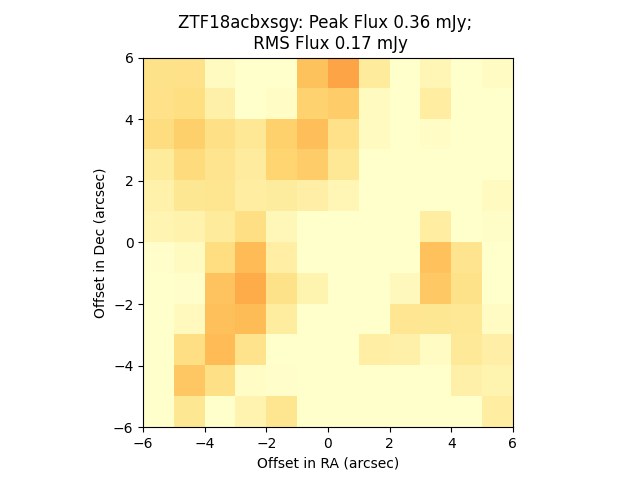 ZTF18acbxsgy: Peak Flux 0.36 mJy;
RMS Flux 0.17 mJy
6
4
2
0
−2
−4
−6
Offset in Dec (arcsec)
−6 −4 −2 0 2 4 6
Offset in RA (arcsec)